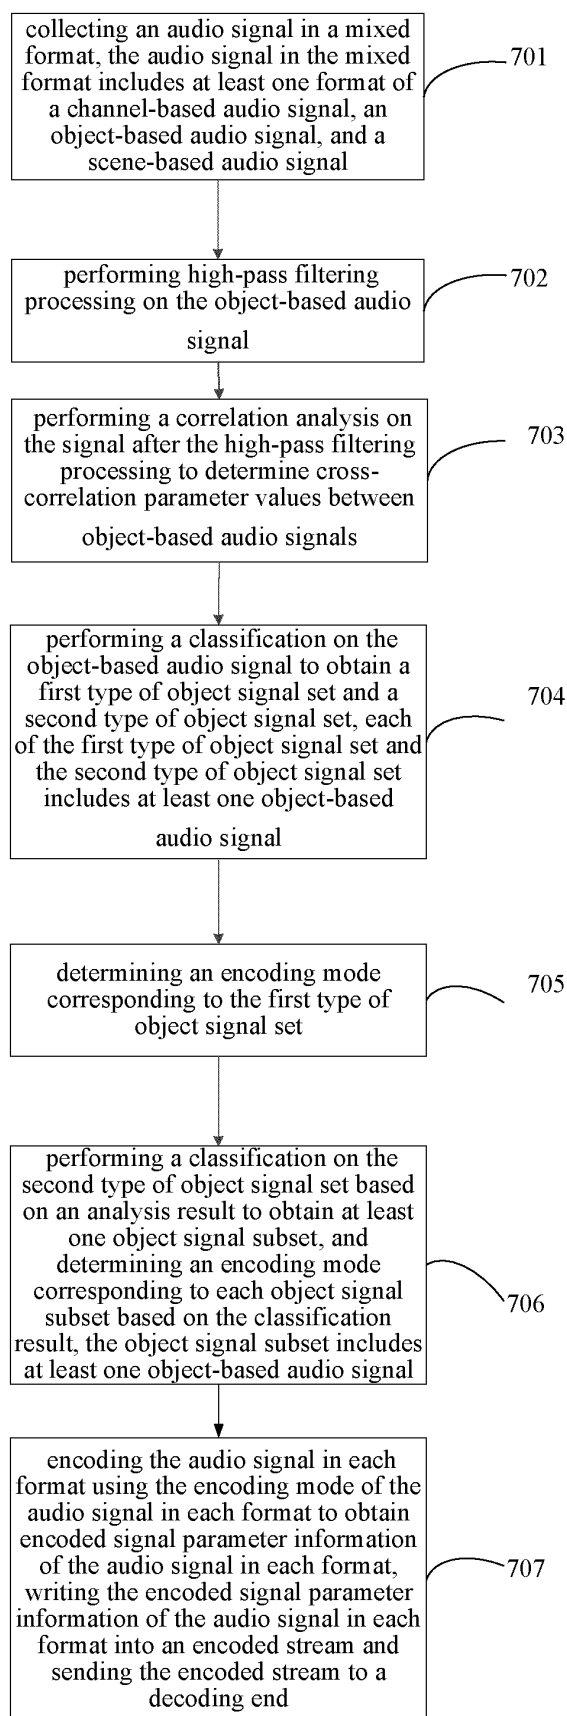 collecting an audio signal in a mixed
format, the audio signal in the mixed
format includes at least one format of
a channel-based audio signal, an
object-based audio signal, and a
scene-based audio signal
701
performing high-pass filtering
processing on the object-based audio
signal
702
performing a correlation analysis on
the signal after the high-pass filtering
processing to determine cross-
correlation parameter values between
object-based audio signals
703
performing a classification on the
object-based audio signal to obtain a
first type of object signal set and a
second type of object signal set, each
of the first type of object signal set and
the second type of object signal set
includes at least one object-based
audio signal
704
determining an encoding mode
corresponding to the first type of
object signal set
705
performing a classification on the
second type of object signal set based
on an analysis result to obtain at least
one object signal subset, and
determining an encoding mode
corresponding to each object signal
subset based on the classification
result, the object signal subset includes
at least one object-based audio signal
706
encoding the audio signal in each
format using the encoding mode of the
audio signal in each format to obtain
encoded signal parameter information
of the audio signal in each format,
writing the encoded signal parameter
information of the audio signal in each
format into an encoded stream and
sending the encoded stream to a
decoding end
707